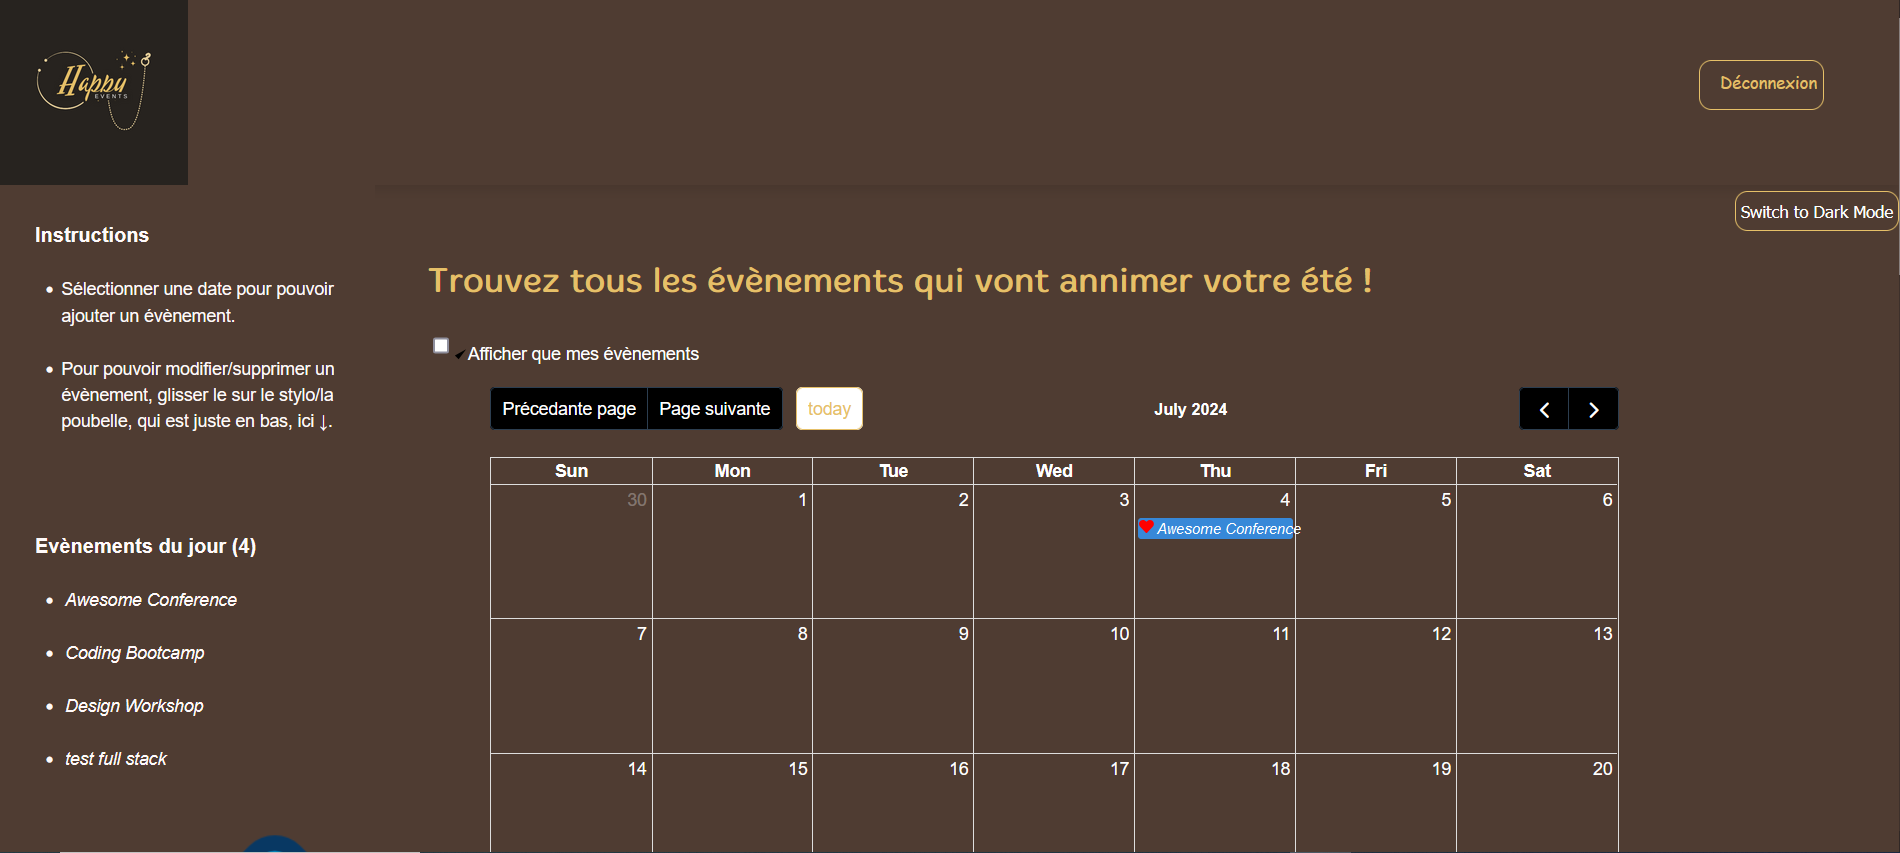 Happy
EVENTS
Déconnexion
Switch to Dark Mode
Instructions
Sélectionner une date pour pouvoir
ajouter un évènement.
Pour pouvoir modifier/supprimer un
évènement, glisser le sur le stylo/la
poubelle, qui est juste en bas, ici ↓.
Evènements du jour (4)
Awesome Conference
Coding Bootcamp
Design Workshop
test full stack
Trouvez tous les évènements qui vont annimer votre été !
Afficher que mes évènements
Précedante page Page suivante today July 2024
Sun Mon Tue Wed Thu Fri Sat
30 1 2 3 4 5 6
Awesome Conference
7 8 9 10 11 12 13
14 15 16 17 18 19 20